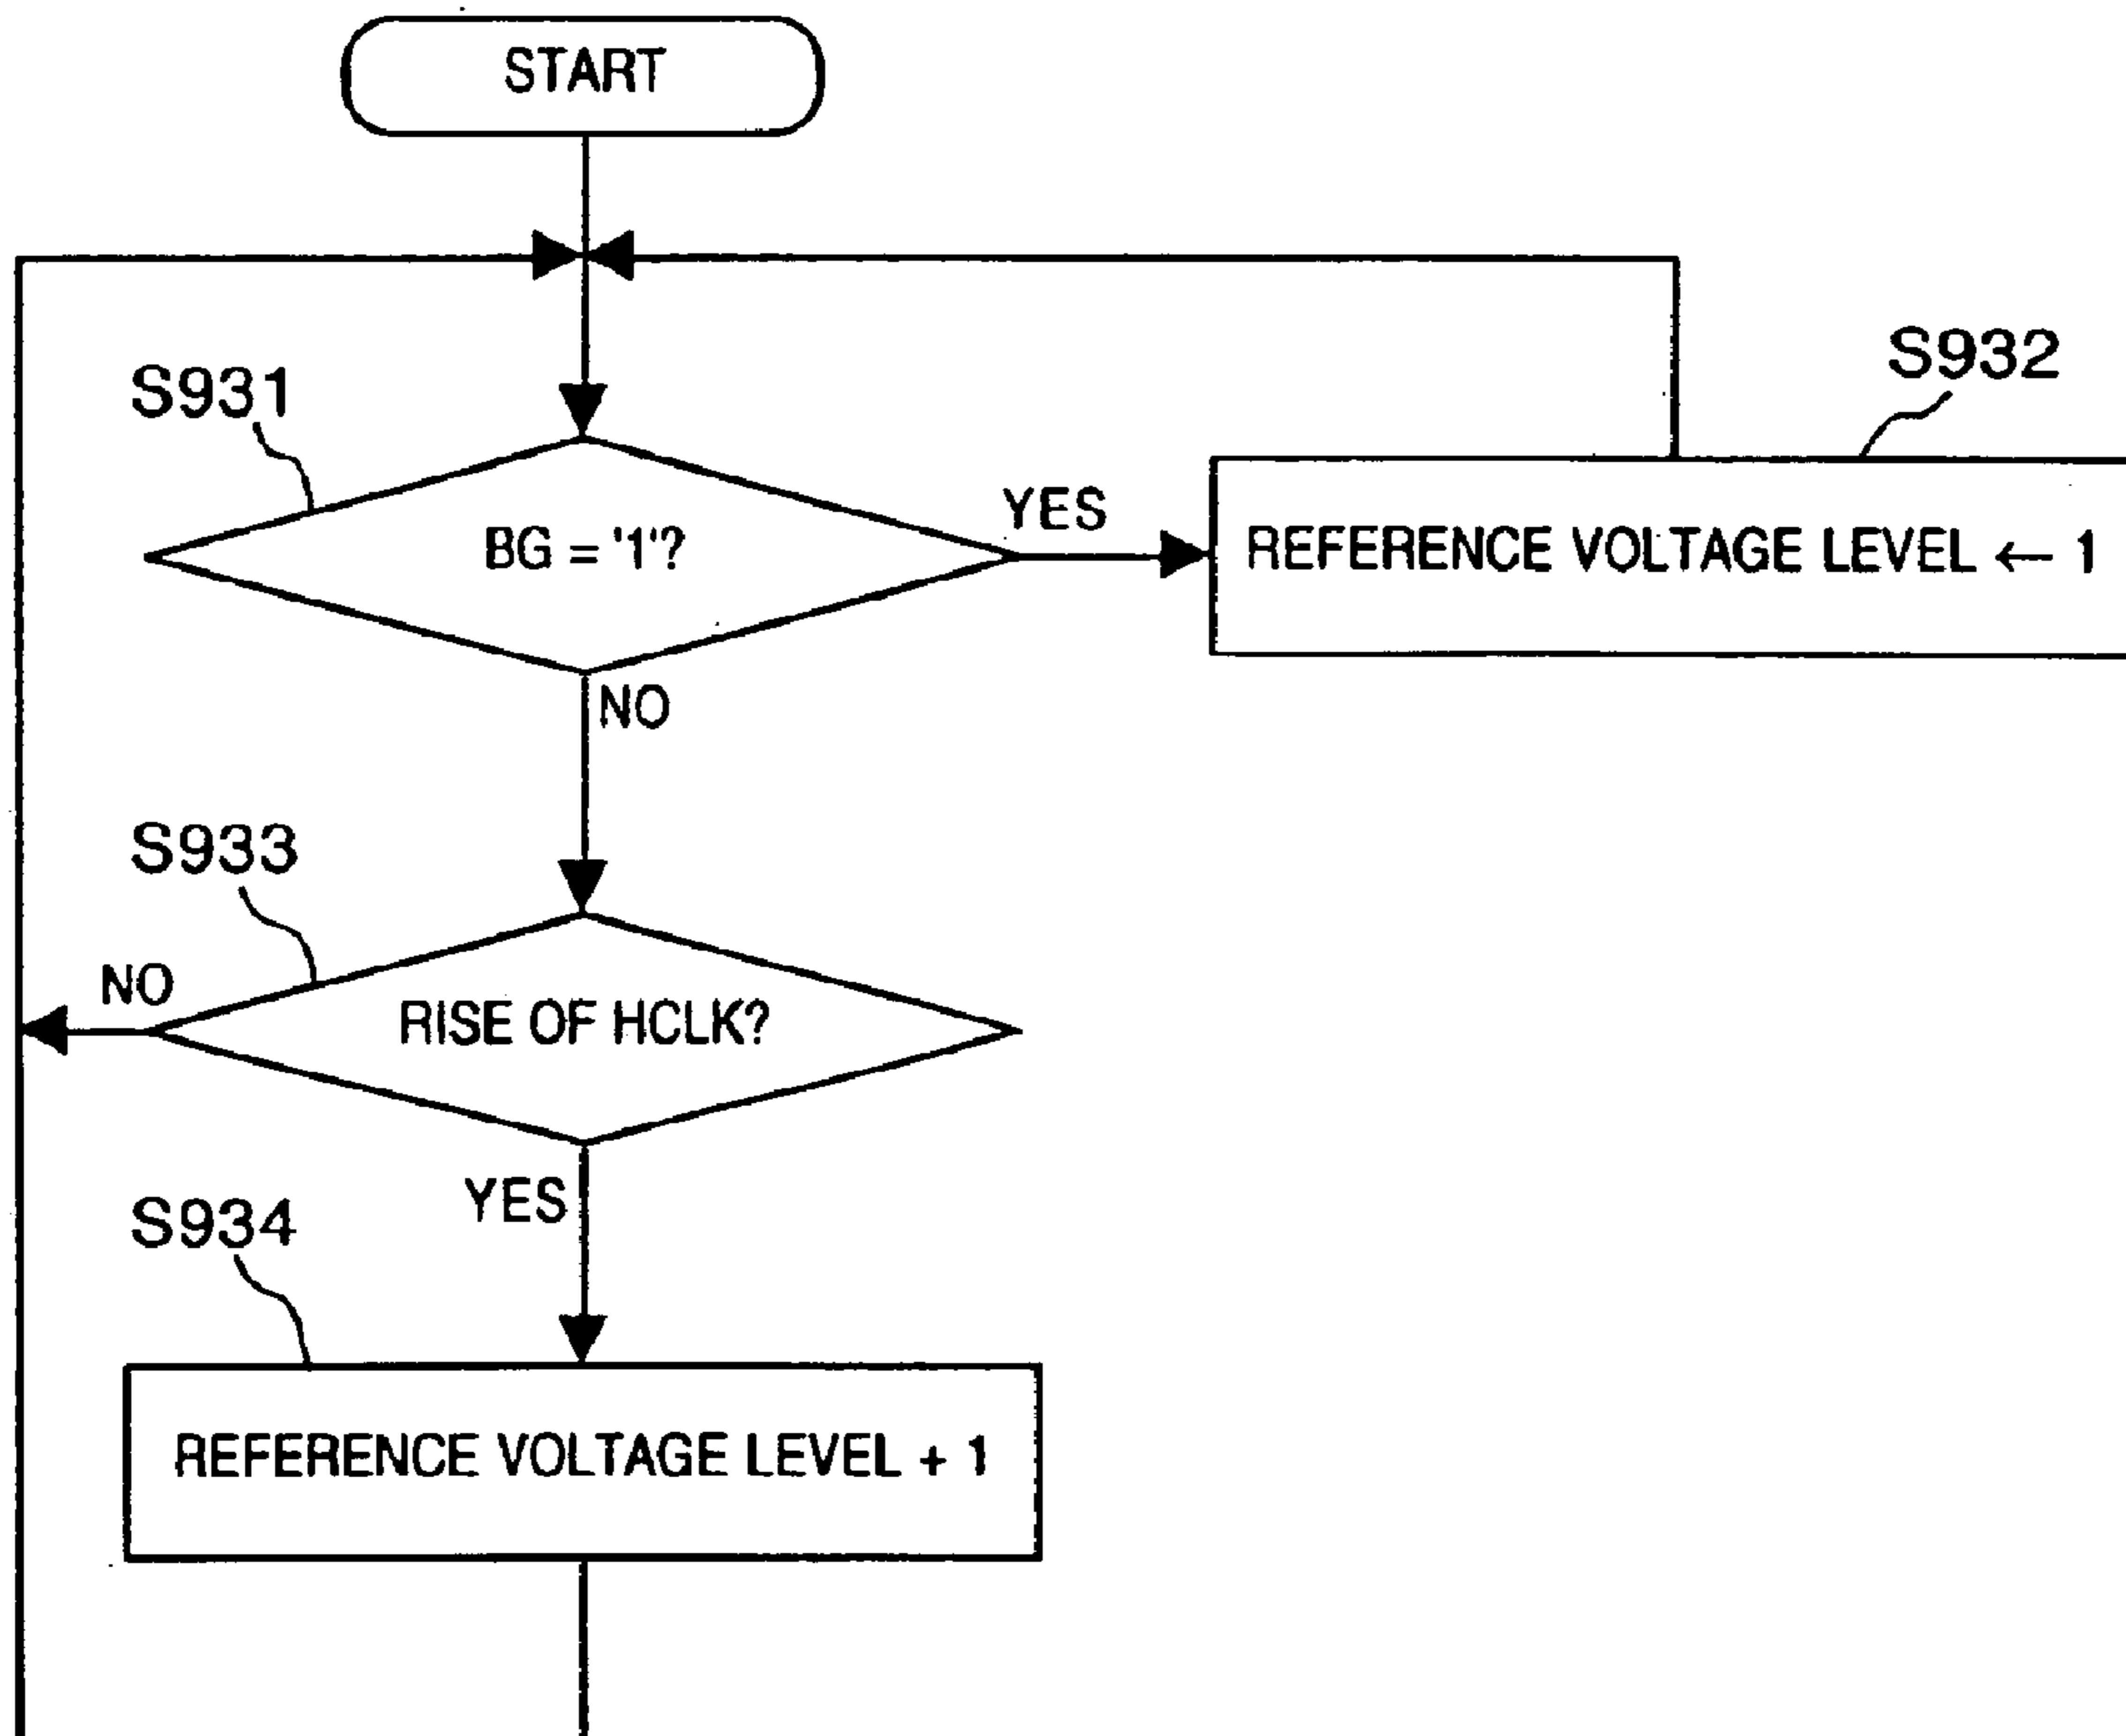 START
S931
S932
BG = '1'?
YES
REFERENCE VOLTAGE LEVEL ← 1
NO
S933
NO
RISE OF HCLK?
YES
S934
REFERENCE VOLTAGE LEVEL + 1